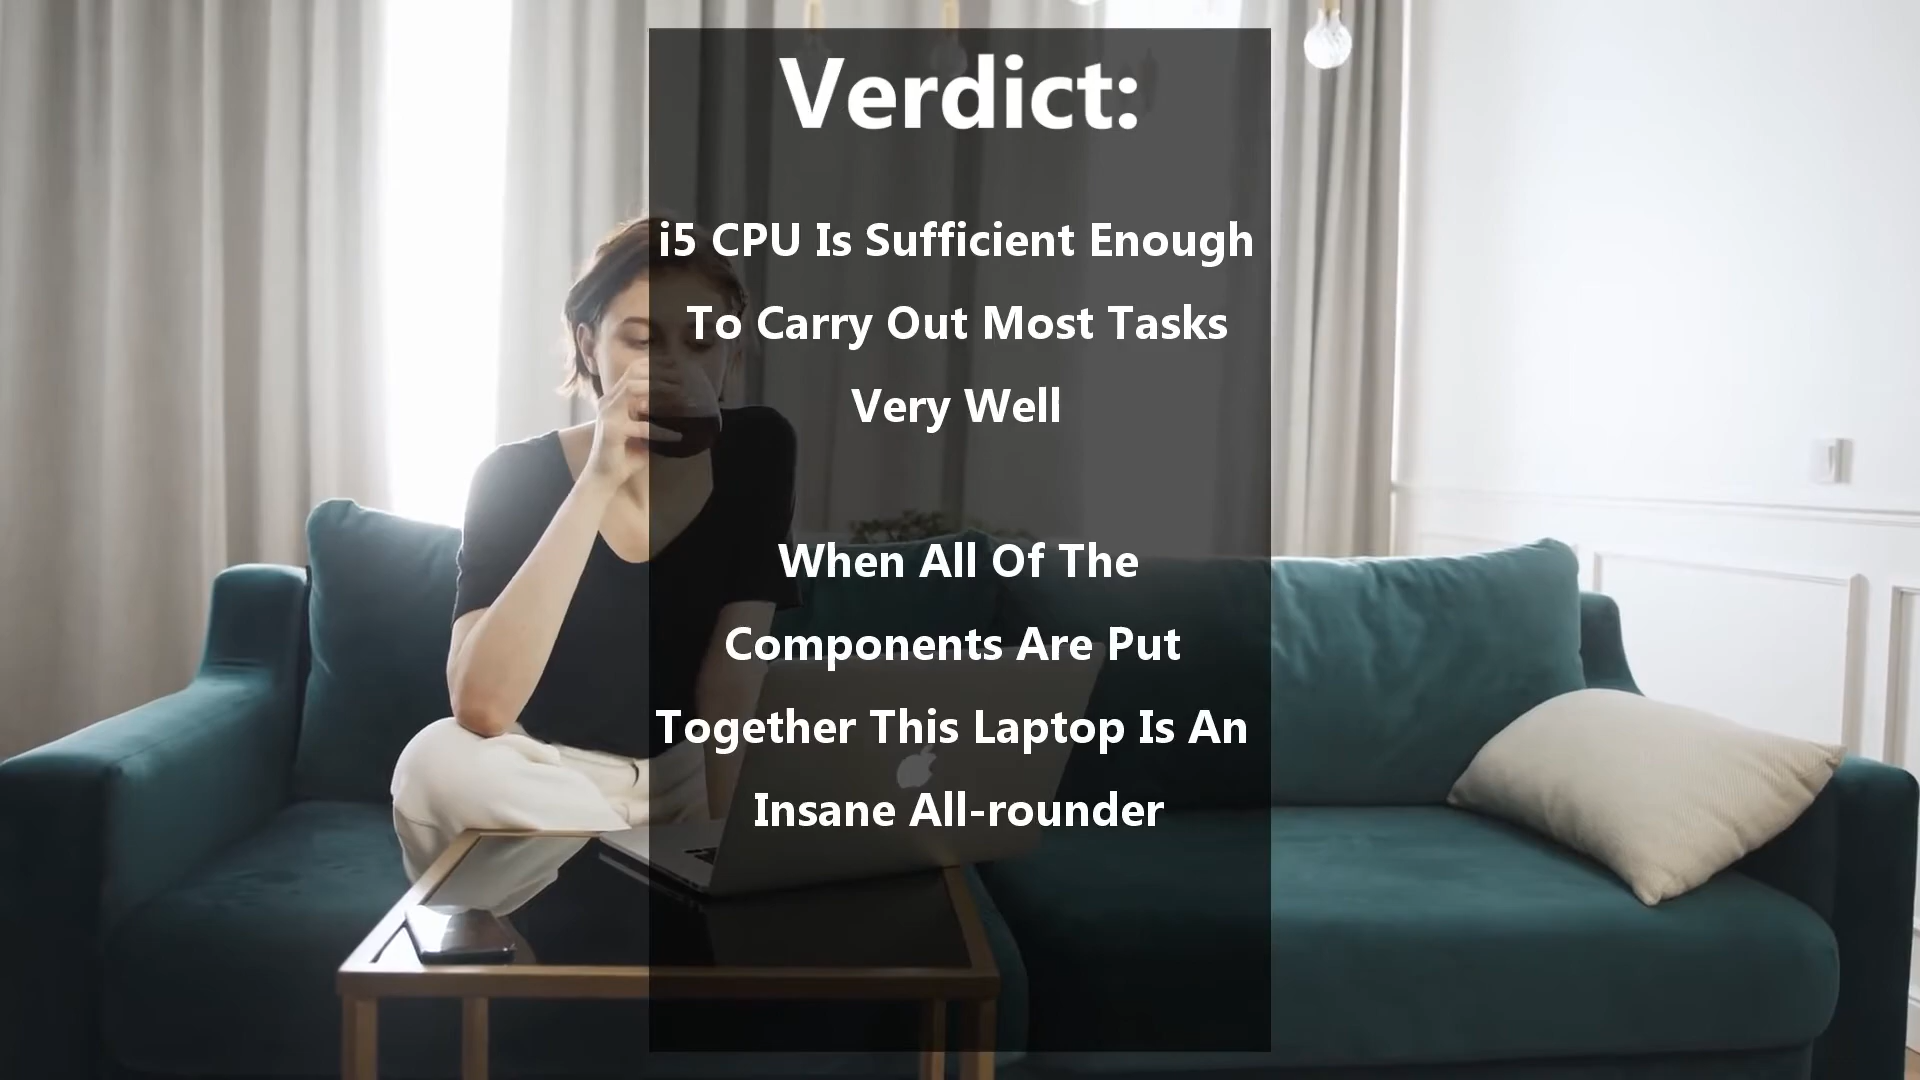 Verdict:
i5 CPU Is Sufficient Enough
To Carry Out Most Tasks
Very Well
When All Of The
Components Are Put
Together This Laptop Is An
Insane All-rounder